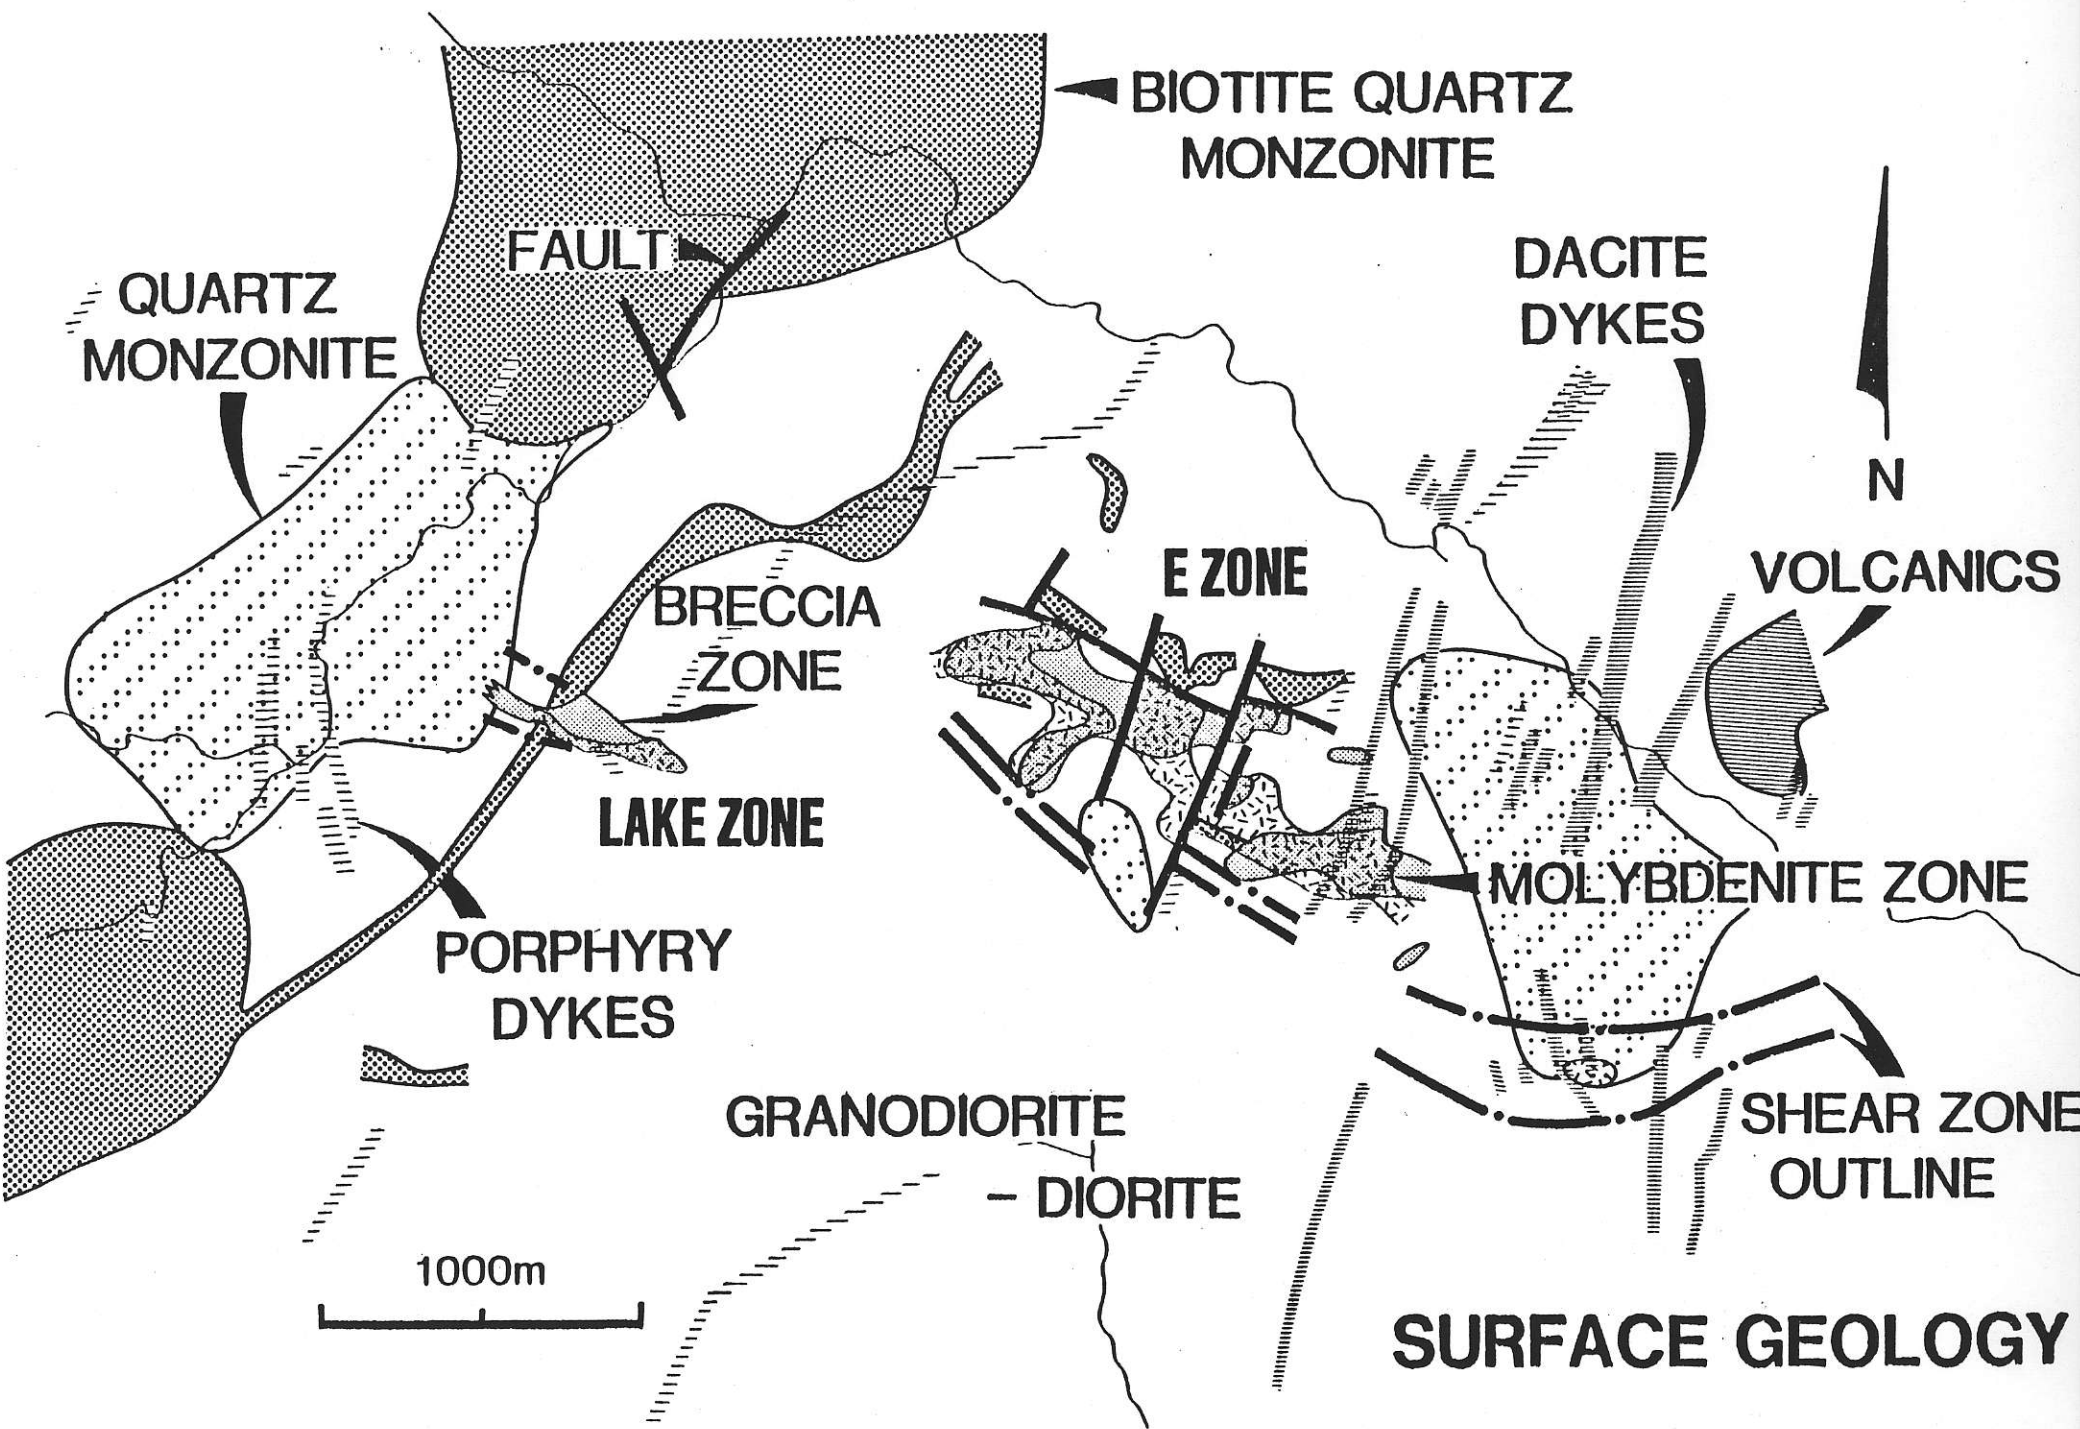 BIOTITE QUARTZ
MONZONITE
FAULT
QUARTZ
MONZONITE
DACITE
DYKES
N
E ZONE
VOLCANICS
BRECCIA
ZONE
LAKE ZONE
MOLYBDENITE ZONE
PORPHYRY
DYKES
GRANODIORITE
– DIORITE
SHEAR ZONE
OUTLINE
1000m
SURFACE GEOLOGY